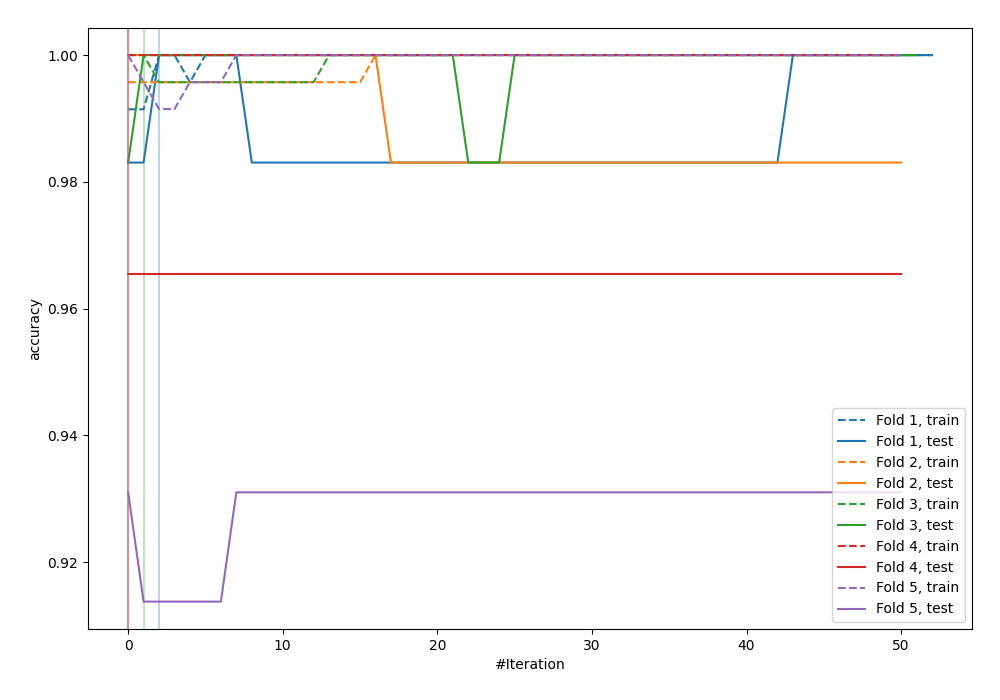 1.00
0.98
0.96
0.94
0.92
accuracy
0
10
20
30
40
50
#Iteration
Fold 1, train
Fold 1, test
Fold 2, train
Fold 2, test
Fold 3, train
Fold 3, test
Fold 4, train
Fold 4, test
Fold 5, train
Fold 5, test